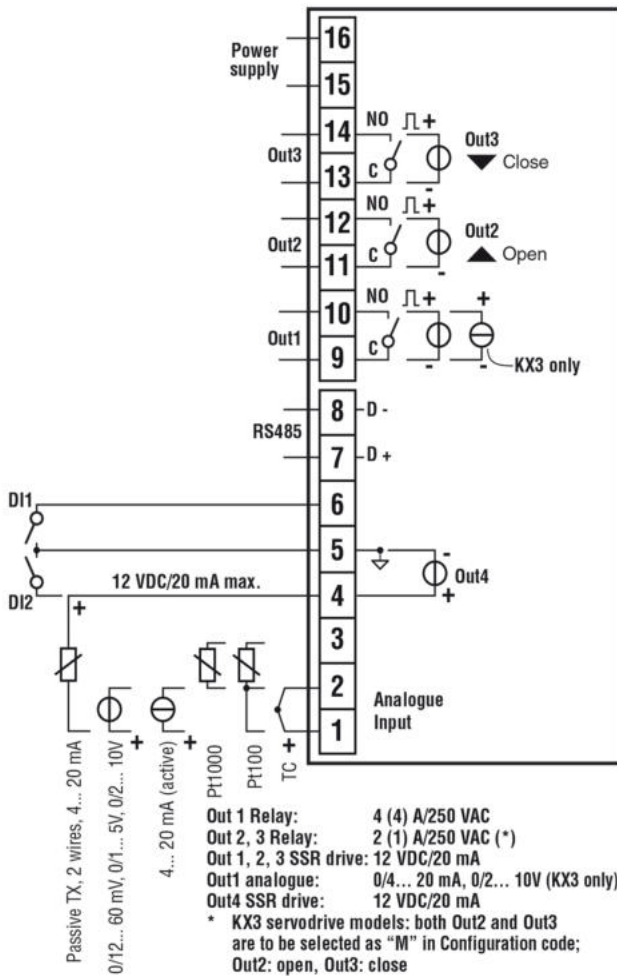 Power supply
16
15
Out3
14
13
NO
C
+
-
Out3
Close
Out2
12
11
NO
C
+
-
Out2
Open
Out1
10
9
NO
C
+
-
+
-
KX3 only
RS485
8
D -
7
D +
DI1
6
5
-
Out4
+
DI2
12 VDC/20 mA max.
4
+
3
2
1
Analogue
Input
Passive TX, 2 wires, 4... 20 mA
0/12... 60 mV, 0/1... 5V, 0/2... 10V
+
4... 20 mA (active)
+
Pt1000
Pt100
TC
+
Out 1 Relay: 4 (4) A/250 VAC
Out 2, 3 Relay: 2 (1) A/250 VAC (*)
Out 1, 2, 3 SSR drive: 12 VDC/20 mA
Out1 analogue: 0/4... 20 mA, 0/2... 10V (KX3 only)
Out4 SSR drive: 12 VDC/20 mA
* KX3 servodrive models: both Out2 and Out3
are to be selected as “M” in Configuration code;
Out2: open, Out3: close